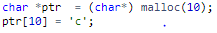 char *ptr  = (char*) malloc(10);
ptr[10] = 'c';